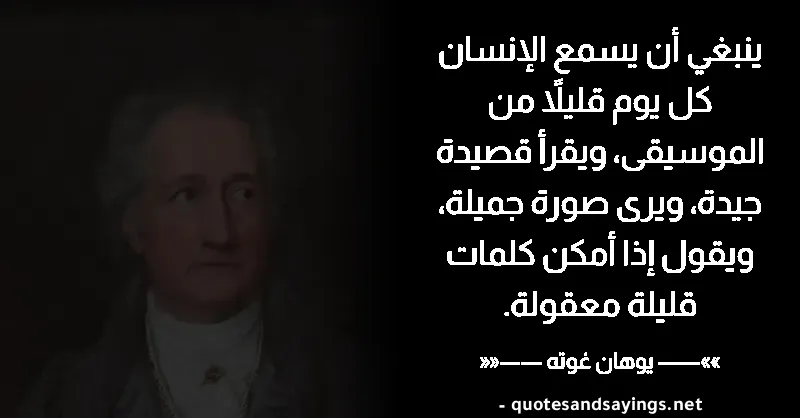 ينبغي أن يسمع الإنسان
كل يوم قليلًا من
الموسيقى، ويقرأ قصيدة
جيدة، ويرى صورة جميلة،
ويقول إذا أمكن كلمات
قليلة معقولة.
»»—— يوهان غوته ——««
- quotesandsayings.net